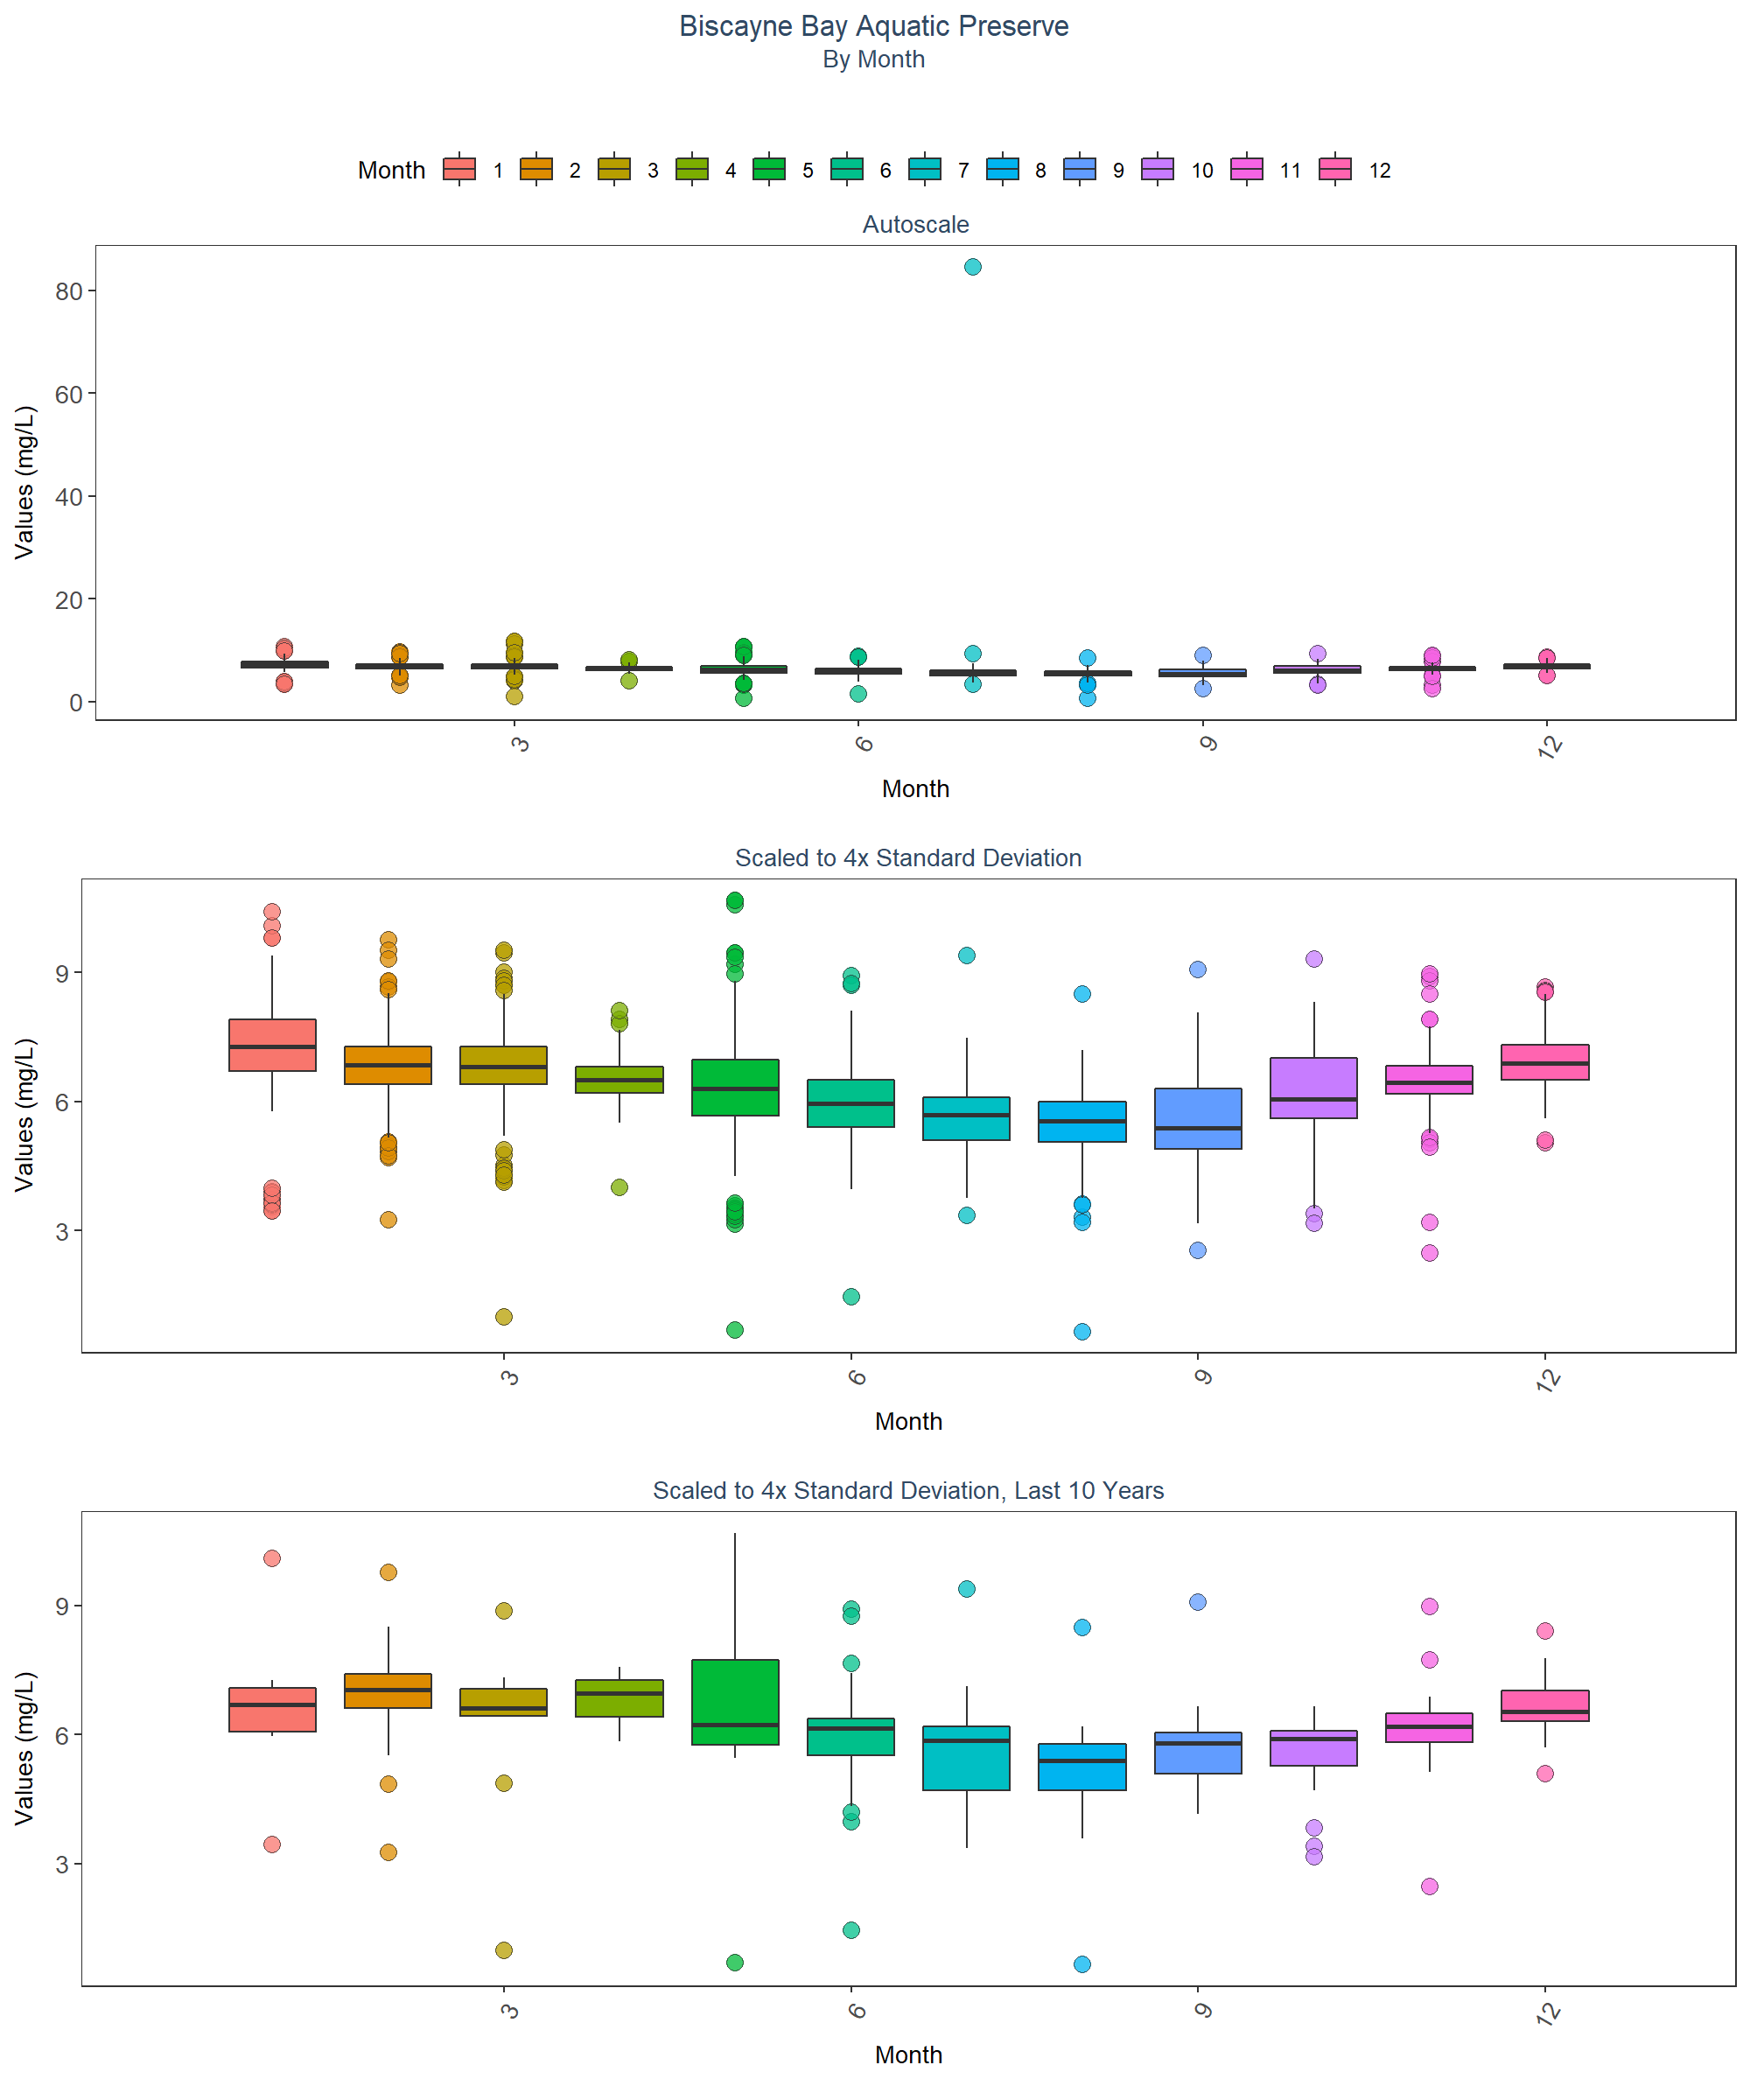 Biscayne Bay Aquatic Preserve
By Month
Month 1 2 3 4 5 6 7 8 9 10 11 12
Autoscale
Values (mg/L)
80
60
40
20
0
3 6 9 12
Month
Scaled to 4x Standard Deviation
Values (mg/L)
9
6
3
3 6 9 12
Month
Scaled to 4x Standard Deviation, Last 10 Years
Values (mg/L)
9
6
3
3 6 9 12
Month